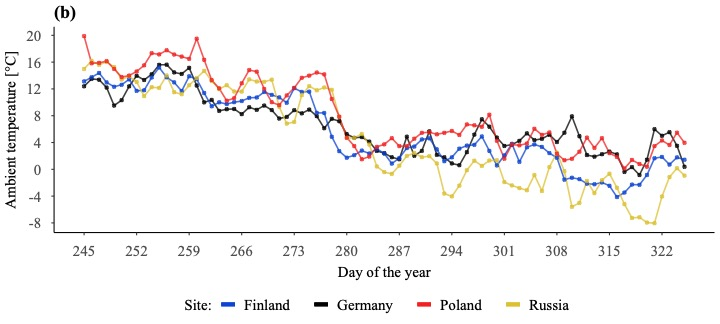 (b)
Ambient temperature [°C]
20
16
12
8
4
0
-4
-8
245 252 259 266 273 280 287 294 301 308 315 322
Day of the year
Site: Finland Germany Poland Russia